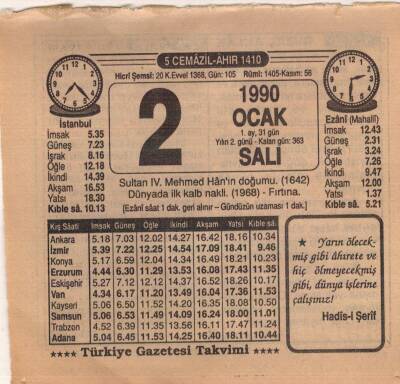 5 CEMÂZİL-ÂHIR 1410
Hicrî Şemsî: 20 K.Evvel 1368, Gün: 105 Rûmî: 1405-Kasım: 56
2
1990
OCAK
1. ay, 31 gün
Yılın 2. günü - Kalan gün: 363
SALI
İstanbul
İmsak 5.35
Güneş 7.23
İşrak 8.16
Öğle 12.18
İkindi 14.39
Akşam 16.53
Yatsı 18.30
Kıble sâ. 10.13
Ezânî (Mahallî)
İmsak 12.43
Güneş 2.31
İşrak 3.24
Öğle 7.26
İkindi 9.47
Akşam 12.00
Yatsı 1.37
Kıble sâ. 5.21
Sultan IV. Mehmed Hân'ın doğumu. (1642)
Dünyada ilk kalb nakli. (1968) - Fırtına.
[Ezânî sâat 1 dak. geri alınır – Gündüzün uzaması 1 dak.]
Kış Sâati İmsak Güneş Öğle İkindi Akşam Yatsı Kıble sâ.
Ankara 5.18 7.03 12.02 14.27 16.42 18.16 10.34
İzmir 5.39 7.22 12.25 14.54 17.09 18.41 9.46
Konya 5.17 6.59 12.04 14.34 16.49 18.21 10.23
Erzurum 4.44 6.30 11.29 13.53 16.08 17.43 11.35
Eskişehir 5.27 7.12 12.12 14.37 16.52 18.26 10.17
Van 4.34 6.17 11.20 13.49 16.04 17.36 11.53
Kayseri 5.06 6.50 11.52 14.20 16.35 18.08 10.50
Samsun 5.06 6.53 11.49 14.09 16.24 18.00 11.01
Trabzon 4.52 6.39 11.35 13.56 16.11 17.47 11.24
Adana 5.04 6.45 11.53 14.25 16.40 18.11 10.44
★ Yarın ölecek-
miş gibi âhırete ve
hiç ölmeyecekmiş
gibi, dünya işlerine
çalışınız!
Hadîs-i Şerîf
★★★★ Türkiye Gazetesi Takvimi ★★★★